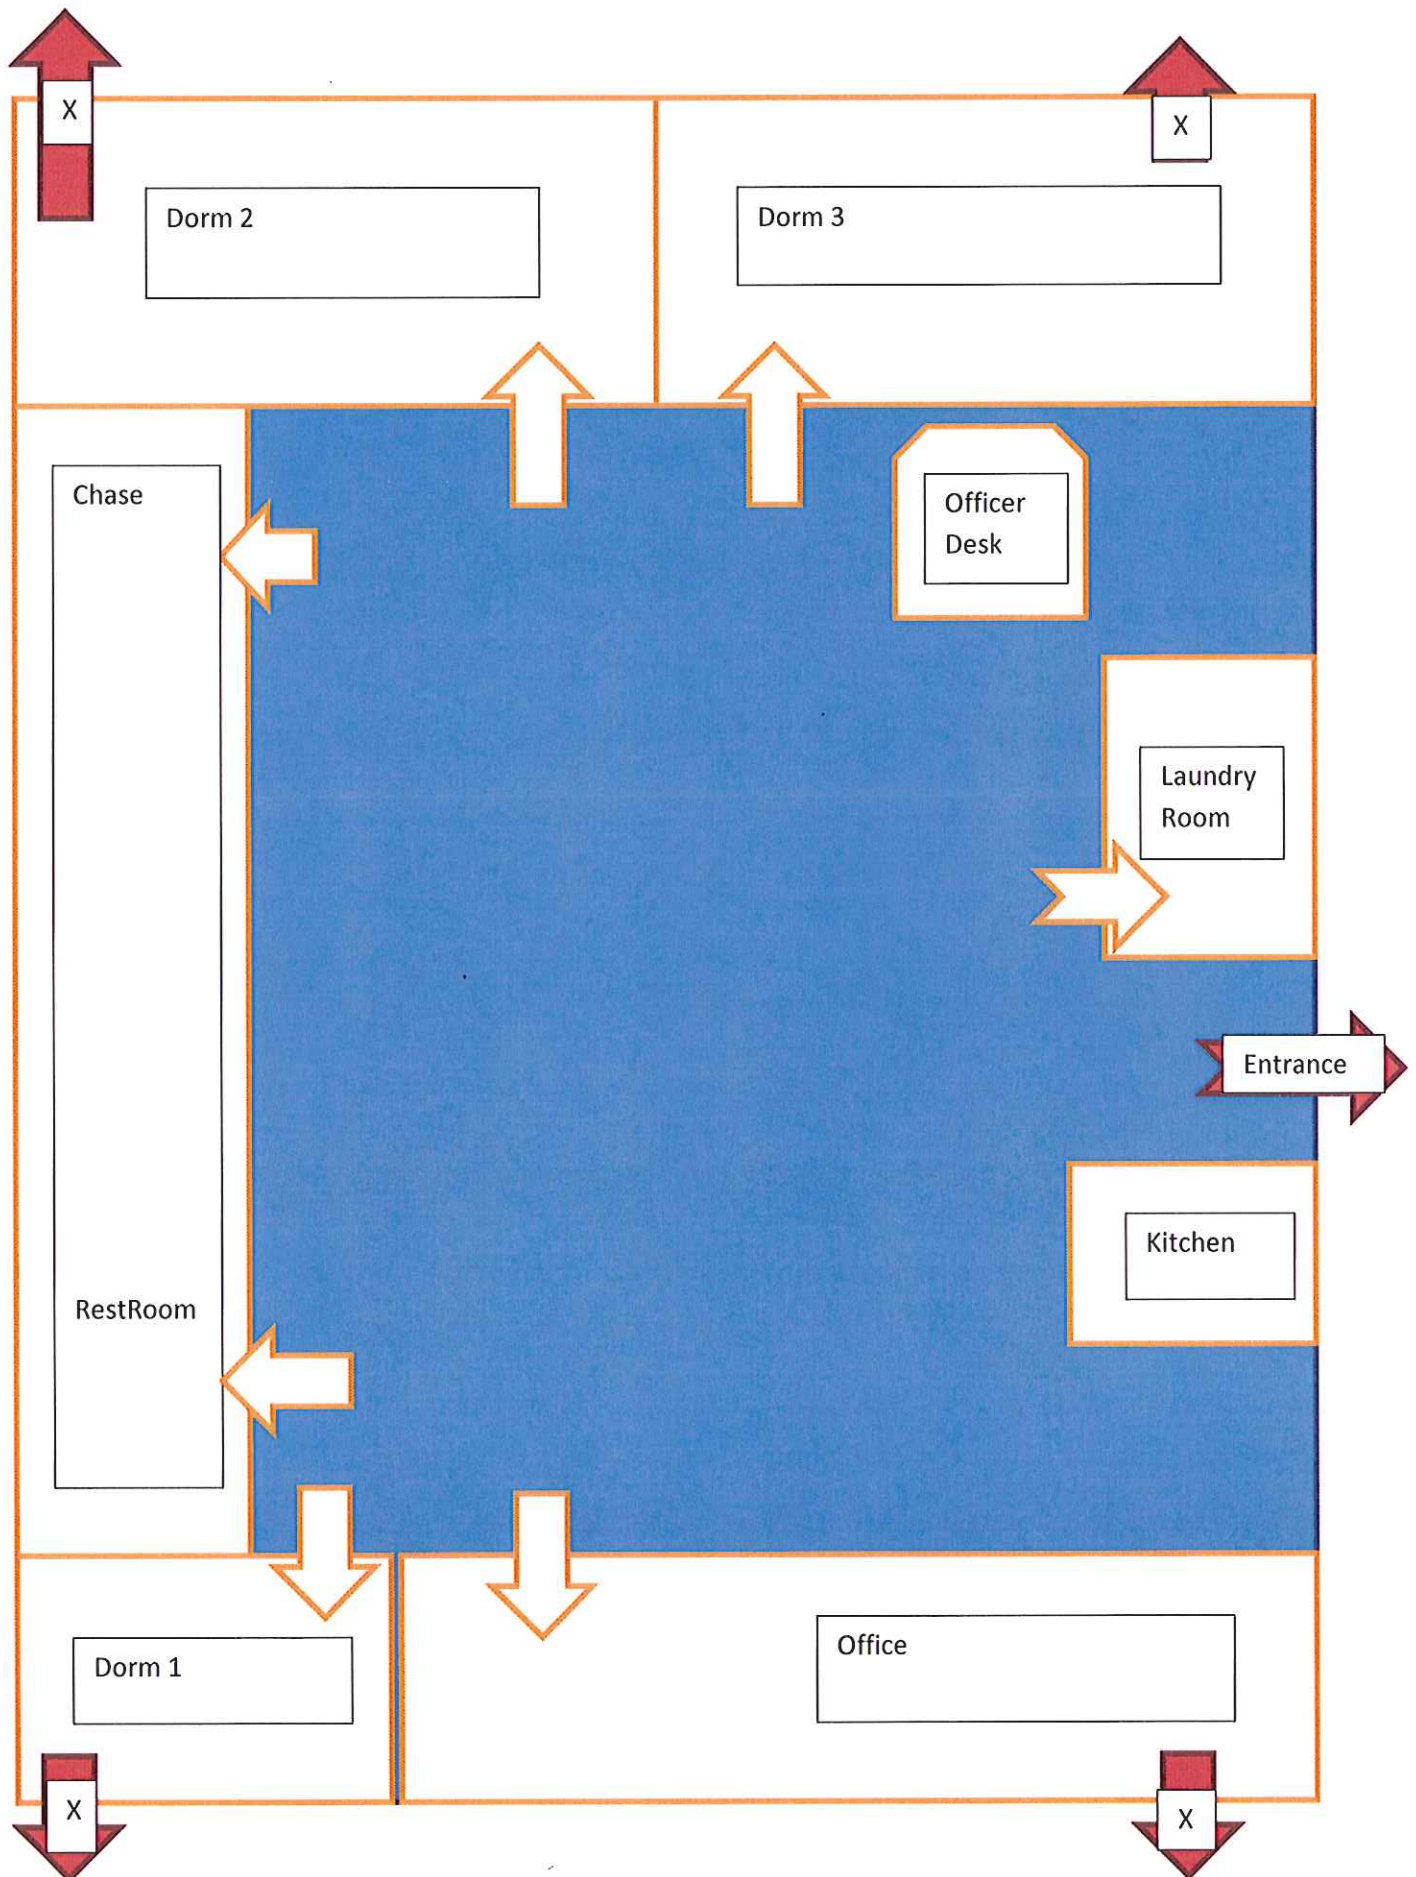 X
X
Dorm 2
Dorm 3
Chase
Officer
Desk
Laundry
Room
Entrance
Kitchen
RestRoom
Office
Dorm 1
X
X